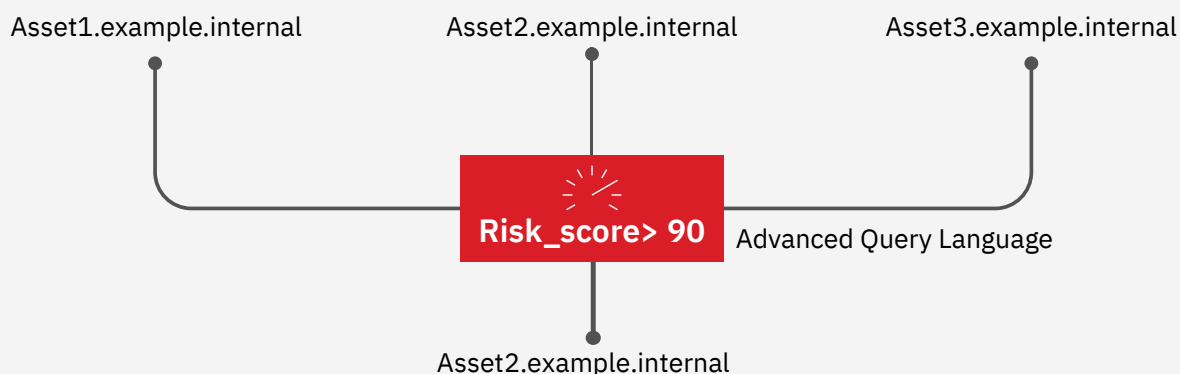 Asset1.example.internal
Asset2.example.internal
Asset3.example.internal
Risk_score> 90
Advanced Query Language
Asset2.example.internal